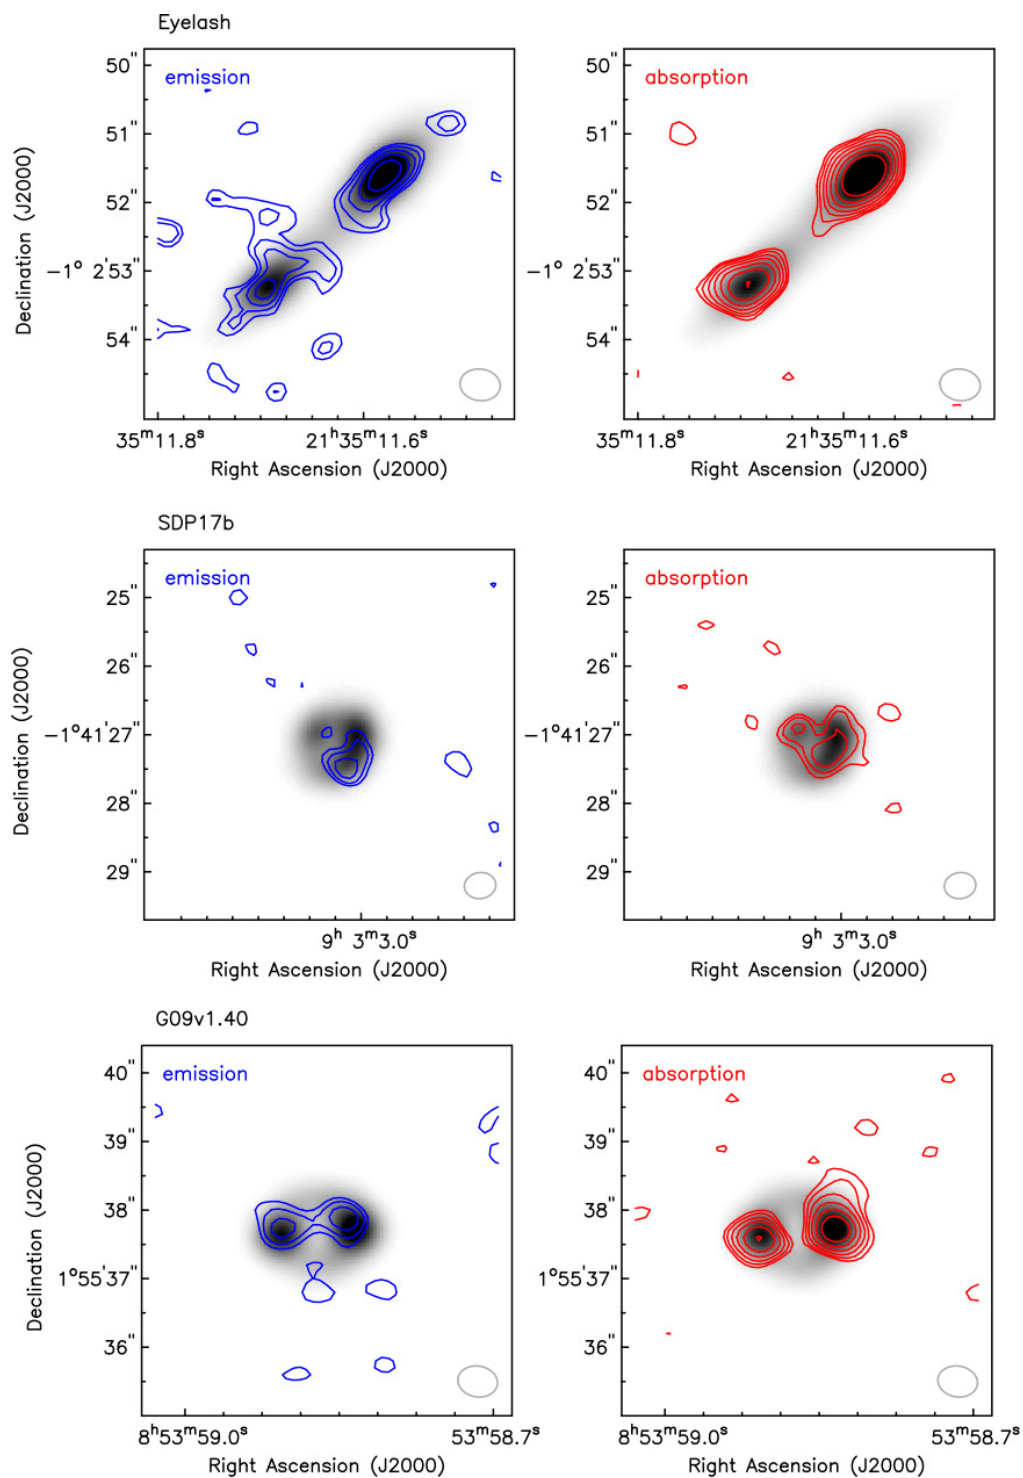 Eyelash
emission
absorption
50"
51"
52"
−1° 2'53"
54"
50"
51"
52"
−1° 2'53"
54"
Declination (J2000)
35ᵐ11.8ˢ
21ʰ35ᵐ11.6ˢ
35ᵐ11.8ˢ
21ʰ35ᵐ11.6ˢ
Right Ascension (J2000)
Right Ascension (J2000)
SDP17b
emission
absorption
25"
26"
−1°41'27"
28"
29"
25"
26"
−1°41'27"
28"
29"
Declination (J2000)
9ʰ 3ᵐ3.0ˢ
9ʰ 3ᵐ3.0ˢ
Right Ascension (J2000)
Right Ascension (J2000)
G09v1.40
emission
absorption
40"
39"
38"
1°55'37"
36"
40"
39"
38"
1°55'37"
36"
Declination (J2000)
8ʰ53ᵐ59.0ˢ
53ᵐ58.7ˢ
8ʰ53ᵐ59.0ˢ
53ᵐ58.7ˢ
Right Ascension (J2000)
Right Ascension (J2000)